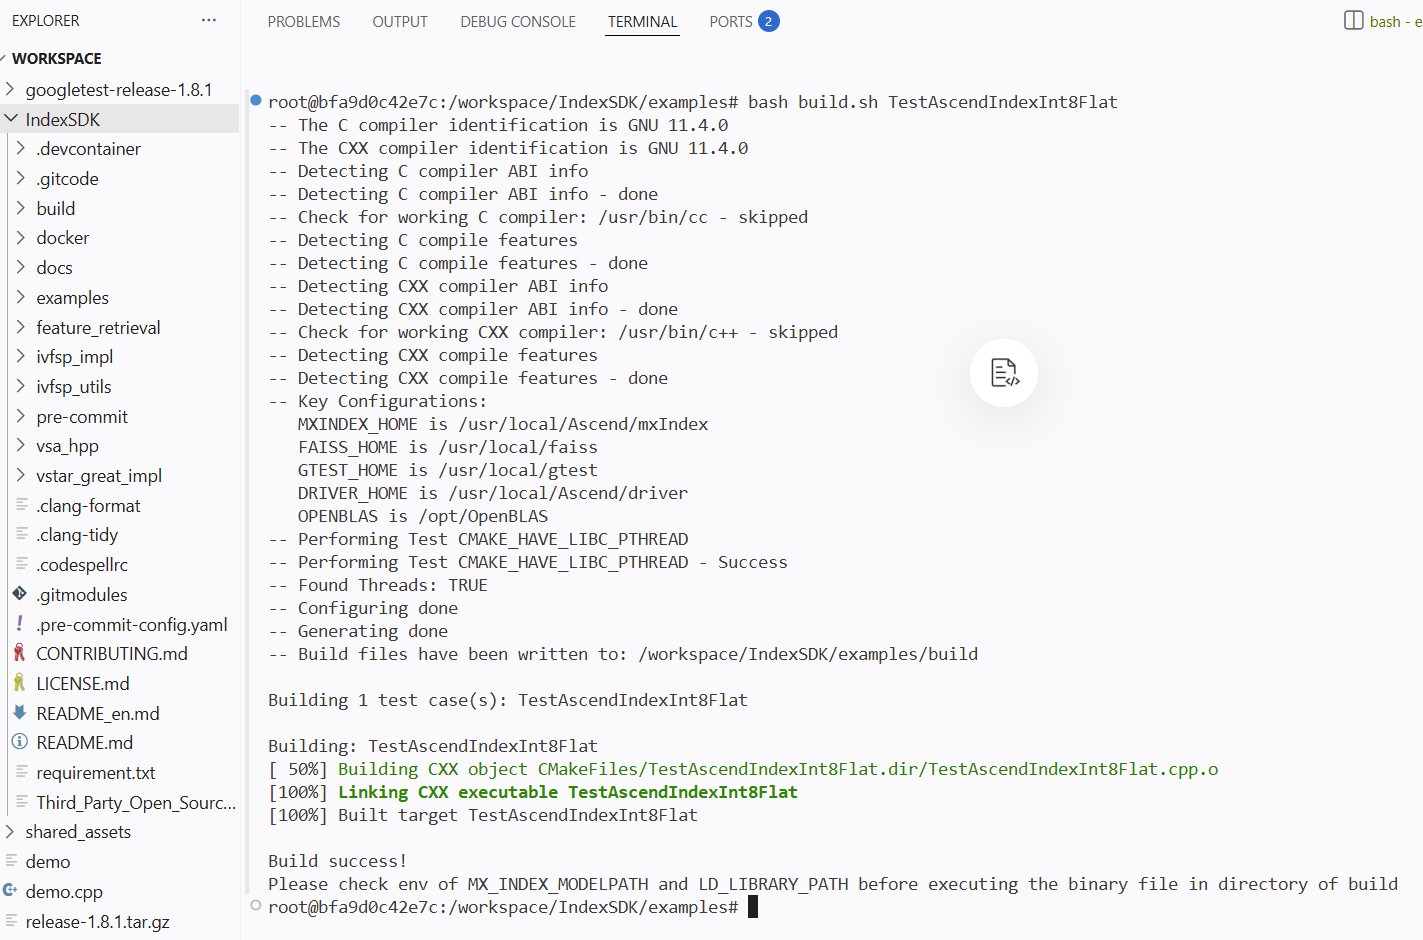 EXPLORER
···
WORKSPACE
googletest-release-1.8.1
IndexSDK
.devcontainer
.gitcode
build
docker
docs
examples
feature_retrieval
ivfsp_impl
ivfsp_utils
pre-commit
vsa_hpp
vstar_great_impl
.clang-format
.clang-tidy
.codespellrc
.gitmodules
.pre-commit-config.yaml
CONTRIBUTING.md
LICENSE.md
README_en.md
README.md
requirement.txt
Third_Party_Open_Sourc...
shared_assets
demo
demo.cpp
release-1.8.1.tar.gz
PROBLEMS OUTPUT DEBUG CONSOLE TERMINAL PORTS 2
bash - e
root@bfa9d0c42e7c:/workspace/IndexSDK/examples# bash build.sh TestAscendIndexInt8Flat
-- The C compiler identification is GNU 11.4.0
-- The CXX compiler identification is GNU 11.4.0
-- Detecting C compiler ABI info
-- Detecting C compiler ABI info - done
-- Check for working C compiler: /usr/bin/cc - skipped
-- Detecting C compile features
-- Detecting C compile features - done
-- Detecting CXX compiler ABI info
-- Detecting CXX compiler ABI info - done
-- Check for working CXX compiler: /usr/bin/c++ - skipped
-- Detecting CXX compile features
-- Detecting CXX compile features - done
-- Key Configurations:
MXINDEX_HOME is /usr/local/Ascend/mxIndex
FAISS_HOME is /usr/local/faiss
GTEST_HOME is /usr/local/gtest
DRIVER_HOME is /usr/local/Ascend/driver
OPENBLAS is /opt/OpenBLAS
-- Performing Test CMAKE_HAVE_LIBC_PTHREAD
-- Performing Test CMAKE_HAVE_LIBC_PTHREAD - Success
-- Found Threads: TRUE
-- Configuring done
-- Generating done
-- Build files have been written to: /workspace/IndexSDK/examples/build
Building 1 test case(s): TestAscendIndexInt8Flat
Building: TestAscendIndexInt8Flat
[ 50%] Building CXX object CMakeFiles/TestAscendIndexInt8Flat.dir/TestAscendIndexInt8Flat.cpp.o
[100%] Linking CXX executable TestAscendIndexInt8Flat
[100%] Built target TestAscendIndexInt8Flat
Build success!
Please check env of MX_INDEX_MODELPATH and LD_LIBRARY_PATH before executing the binary file in directory of build
root@bfa9d0c42e7c:/workspace/IndexSDK/examples#